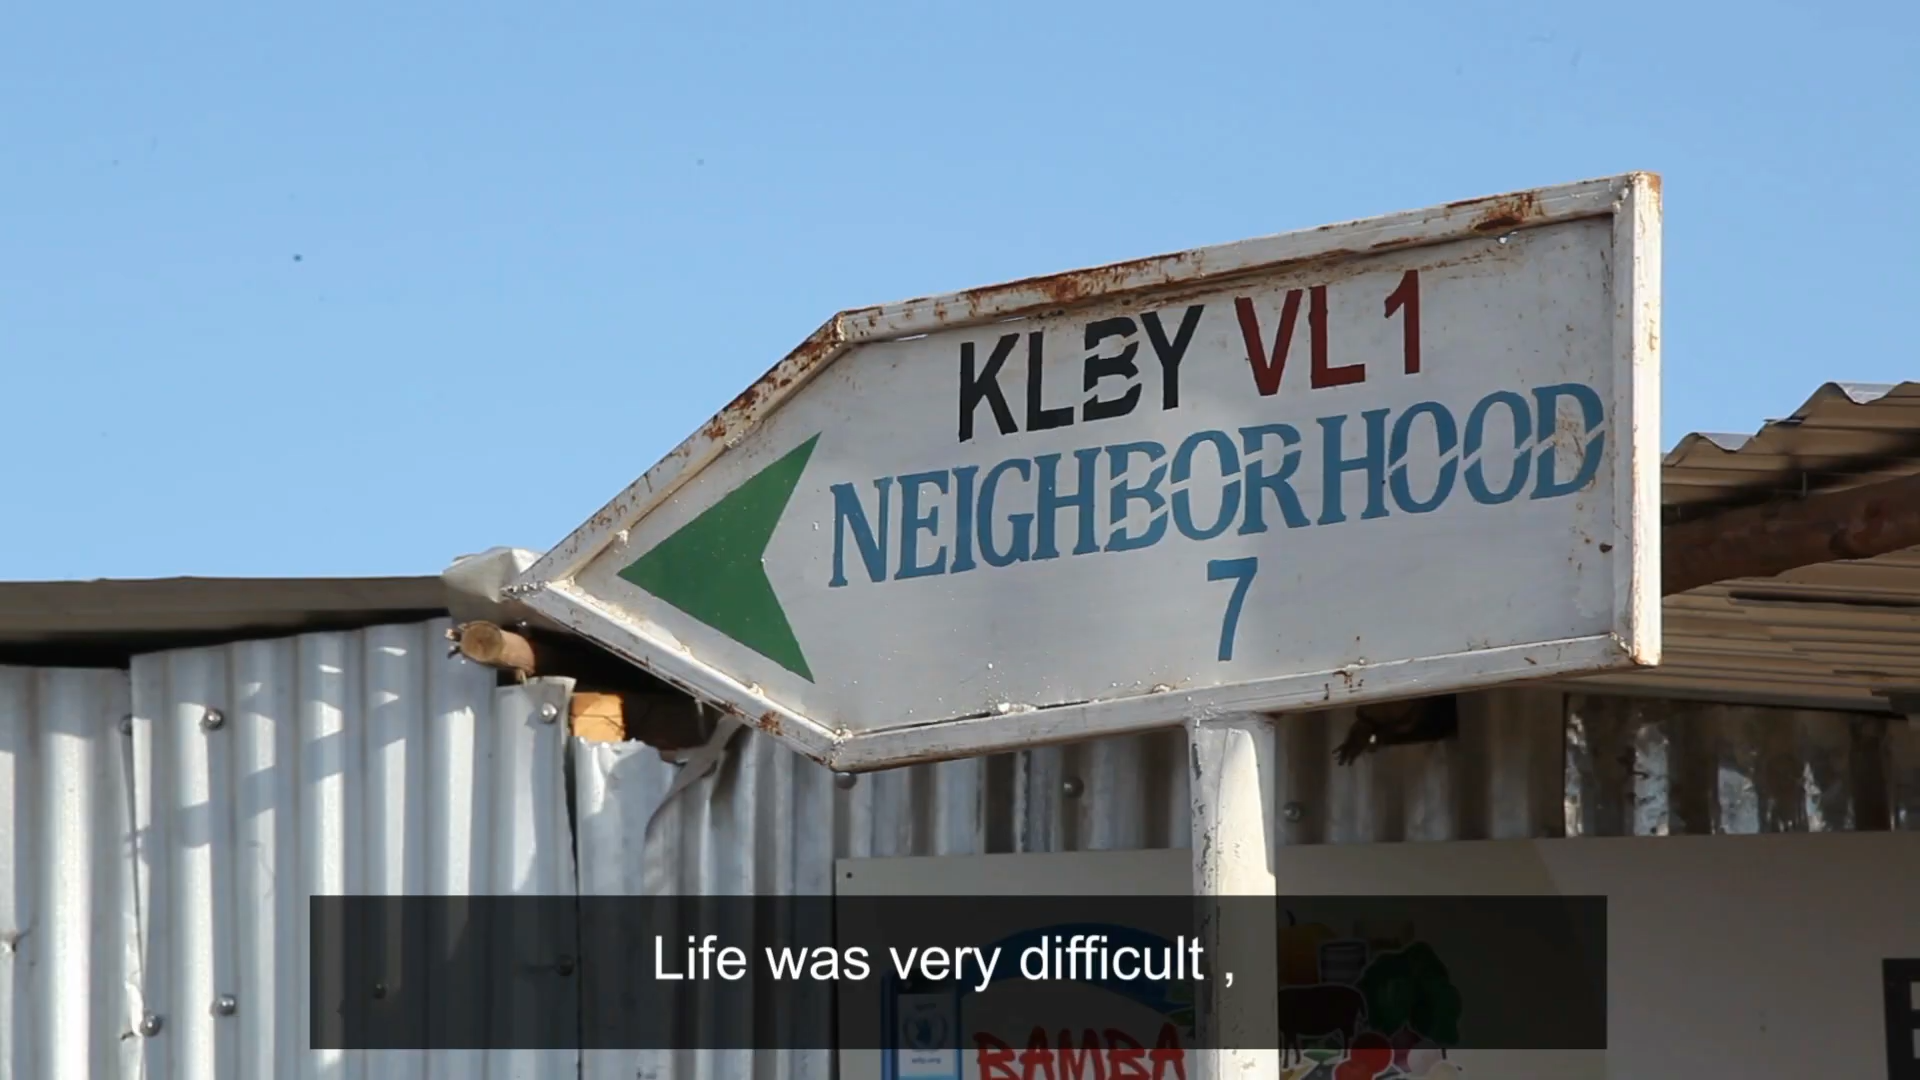 KLBY VL1
NEIGHBORHOOD
7
Life was very difficult ,
BAMBA